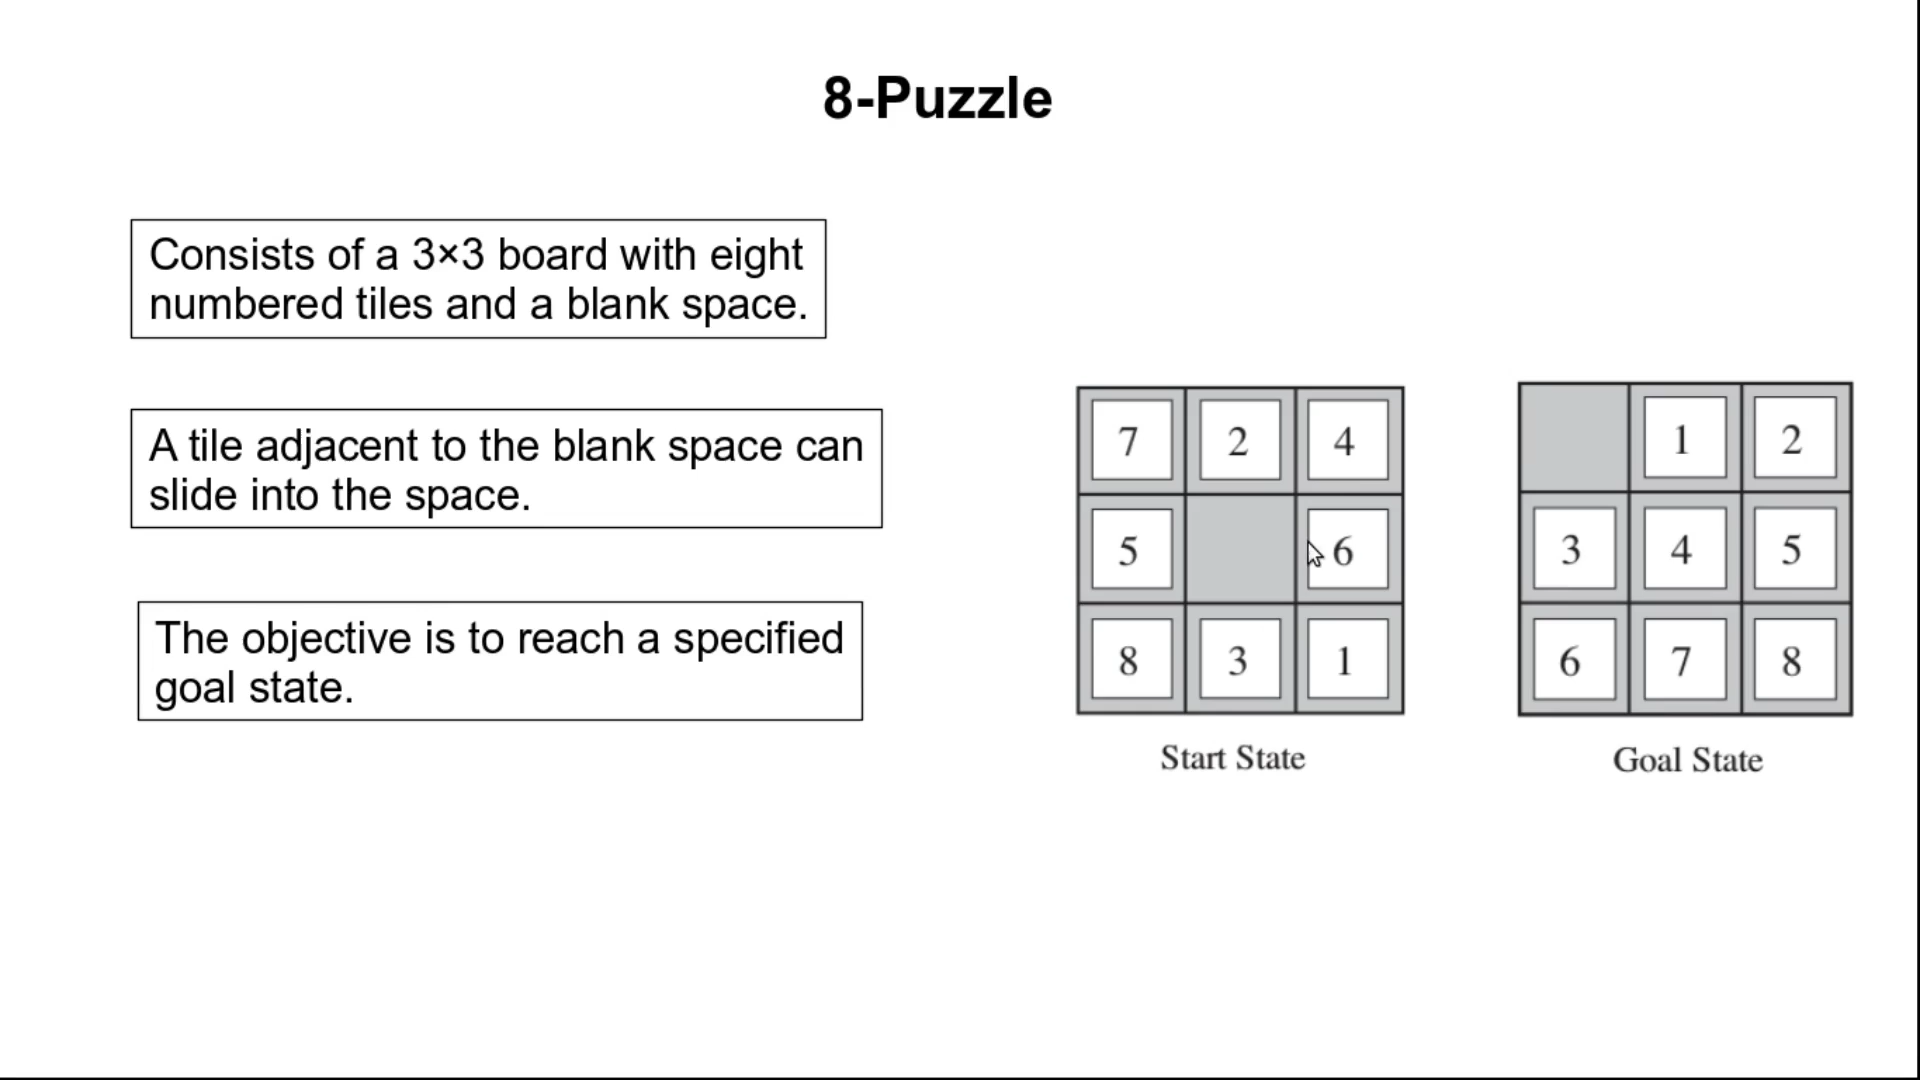 8-Puzzle
Consists of a 3×3 board with eight
numbered tiles and a blank space.
A tile adjacent to the blank space can
slide into the space.
The objective is to reach a specified
goal state.
7 2 4
5 6
8 3 1
Start State
1 2
3 4 5
6 7 8
Goal State